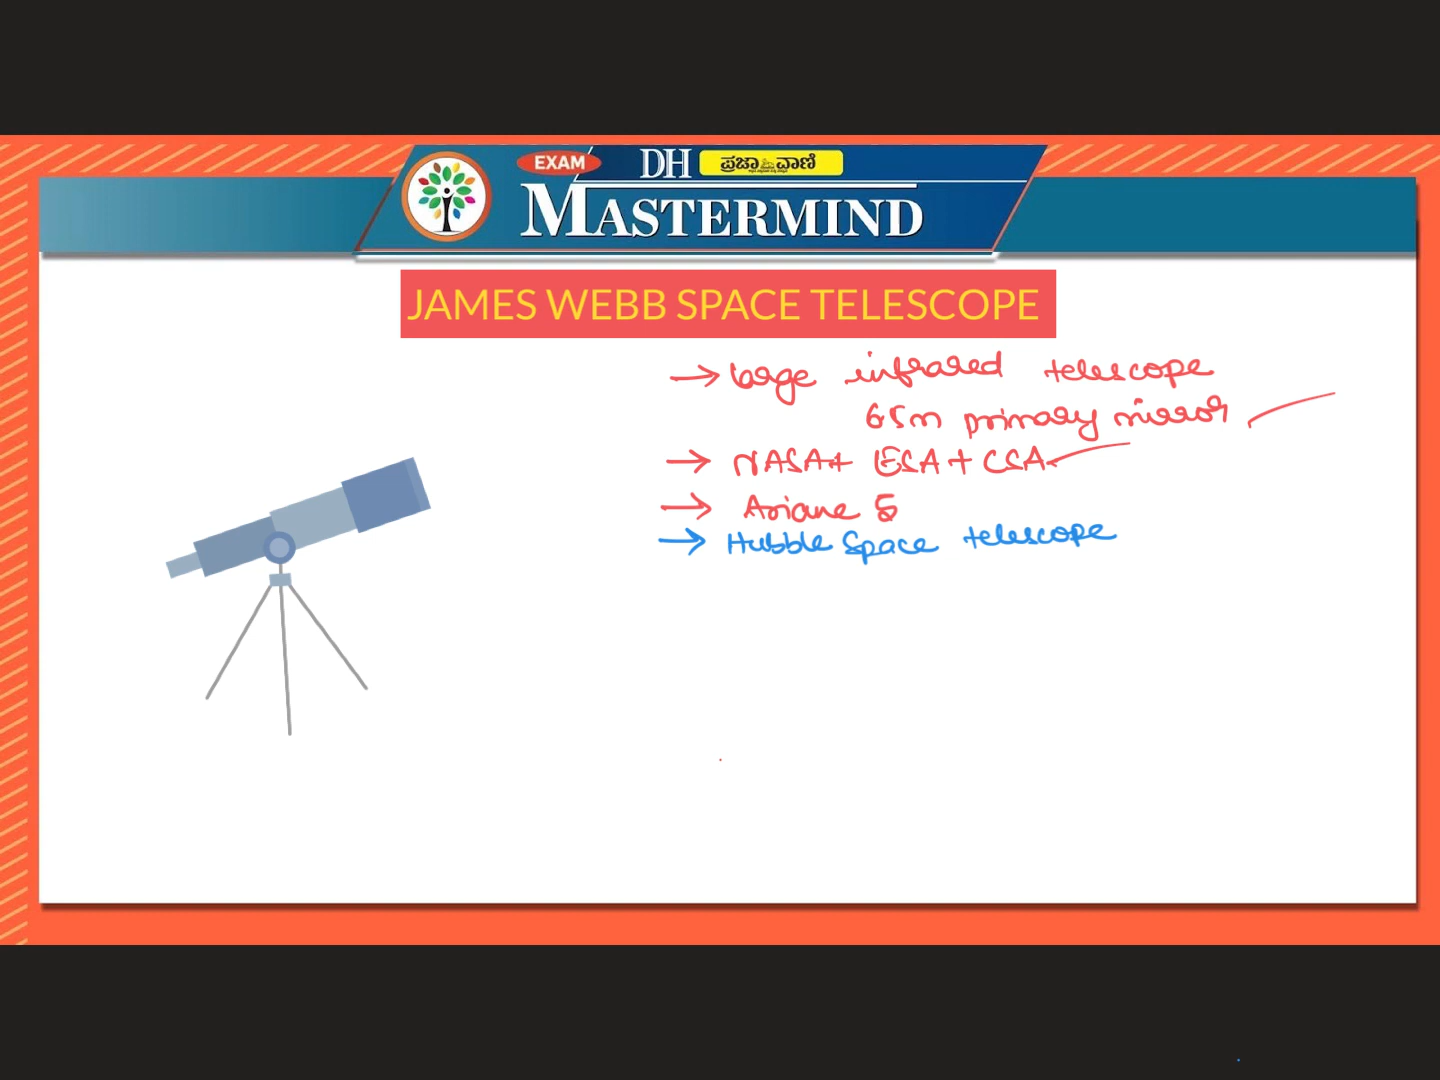 EXAM DH ಪ್ರಜಾವಾಣಿ
MASTERMIND
JAMES WEBB SPACE TELESCOPE
→ large infrared telescope
6.5m primary mirror
→ NASA + ESA + CSA
→ Ariane 5
→ Hubble Space telescope